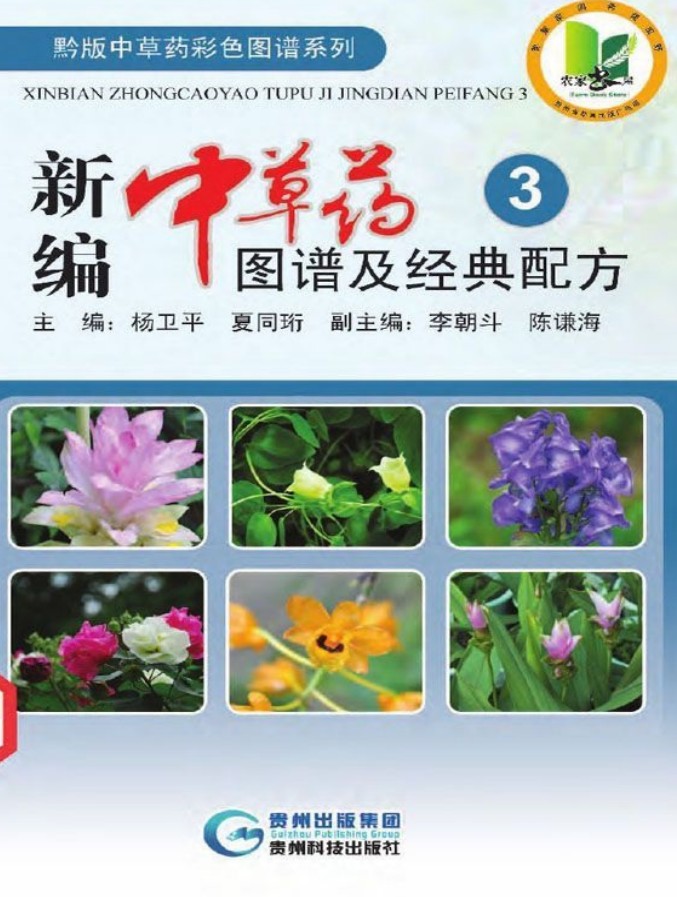 黔版中草药彩色图谱系列
XINBIAN ZHONGCAOYAO TUPU JI JINGDIAN PEIFANG 3
新编
中草药
3
图谱及经典配方
主 编：杨卫平 夏同珩 副主编：李朝斗 陈谦海
农家书屋
贵州出版集团
Guizhou Publishing Group
贵州科技出版社